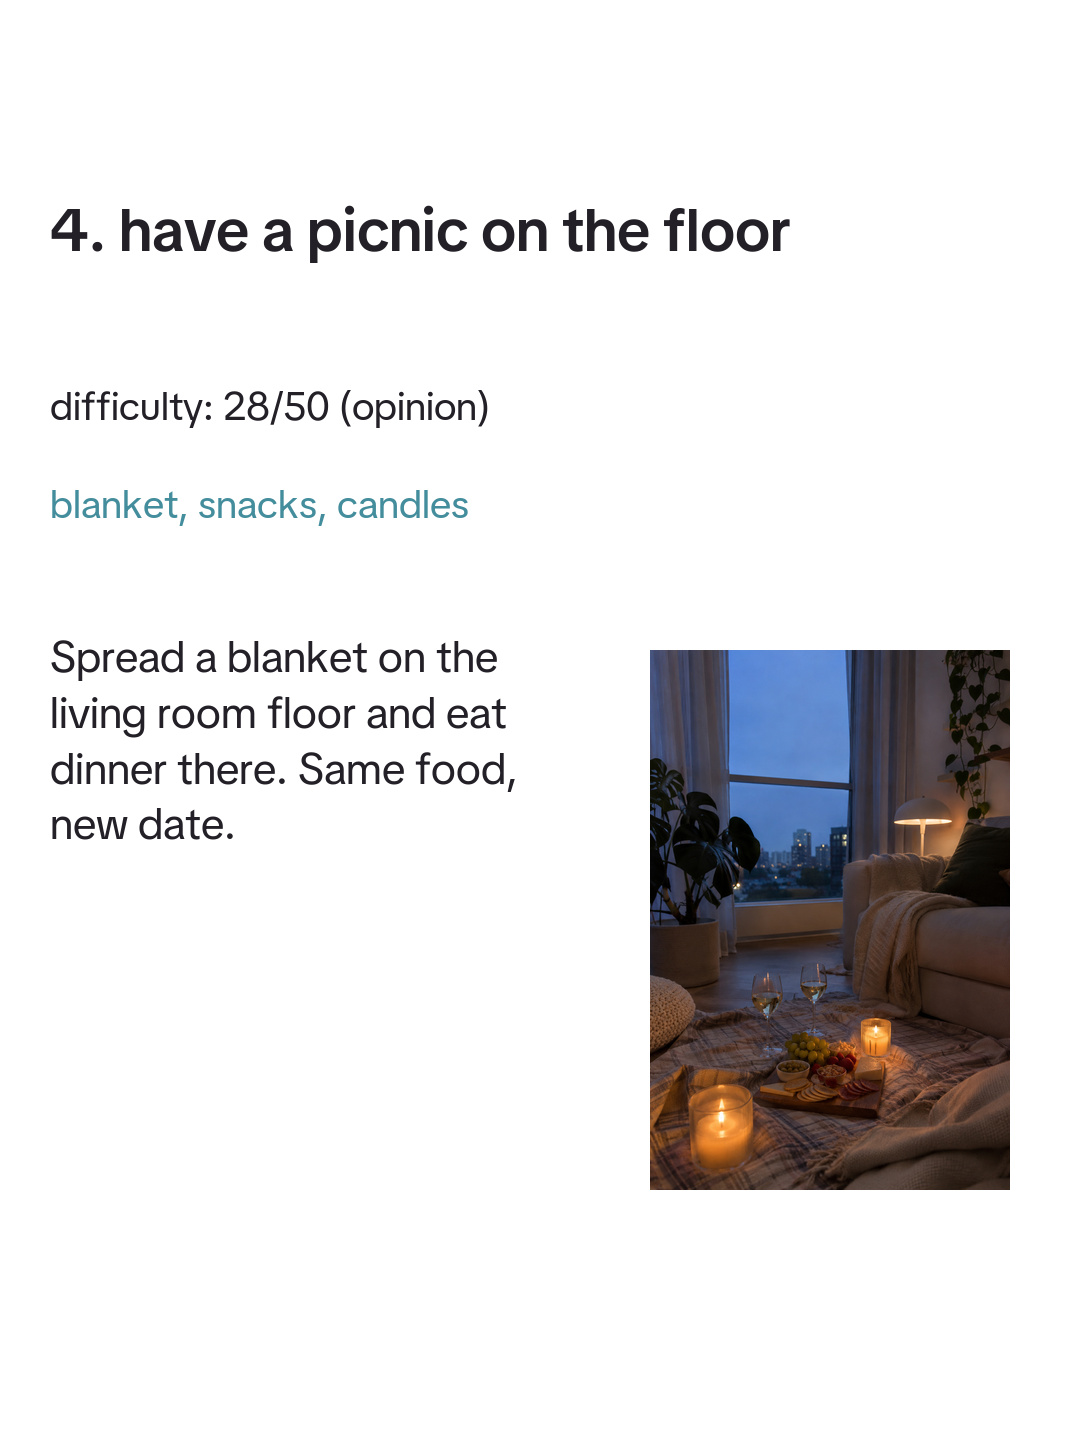 4. have a picnic on the floor
difficulty: 28/50 (opinion)
blanket, snacks, candles
Spread a blanket on the
living room floor and eat
dinner there. Same food,
new date.